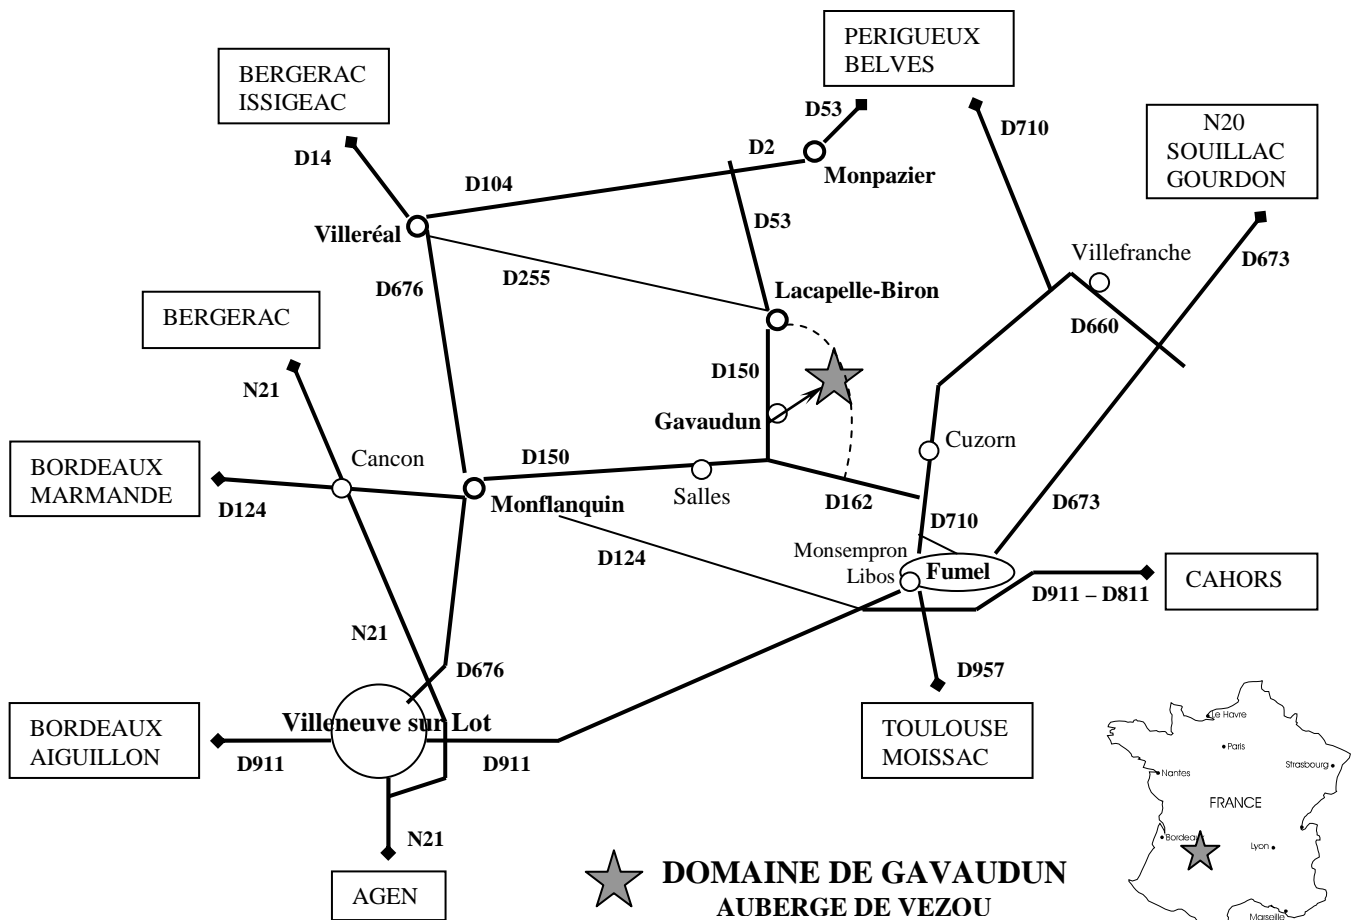 PERIGUEUX
BELVES
BERGERAC
ISSIGEAC
D53
D710
N20
SOUILLAC
GOURDON
D14
D2
Monpazier
D104
D53
Villeréal
Villefranche
D673
D255
D676
Lacapelle-Biron
BERGERAC
D660
D150
N21
Gavaudun
Cuzorn
Cancon
D150
BORDEAUX
MARMANDE
Salles
D124
Monflanquin
D162
D673
D710
D124
Monsempron
Libos
Fumel
CAHORS
D911 – D811
N21
D676
D957
BORDEAUX
AIGUILLON
Villeneuve sur Lot
TOULOUSE
MOISSAC
D911
D911
Le Havre
Paris
Strasbourg
Nantes
FRANCE
Bordeaux
Lyon
Marseille
N21
AGEN
DOMAINE DE GAVAUDUN
AUBERGE DE VEZOU